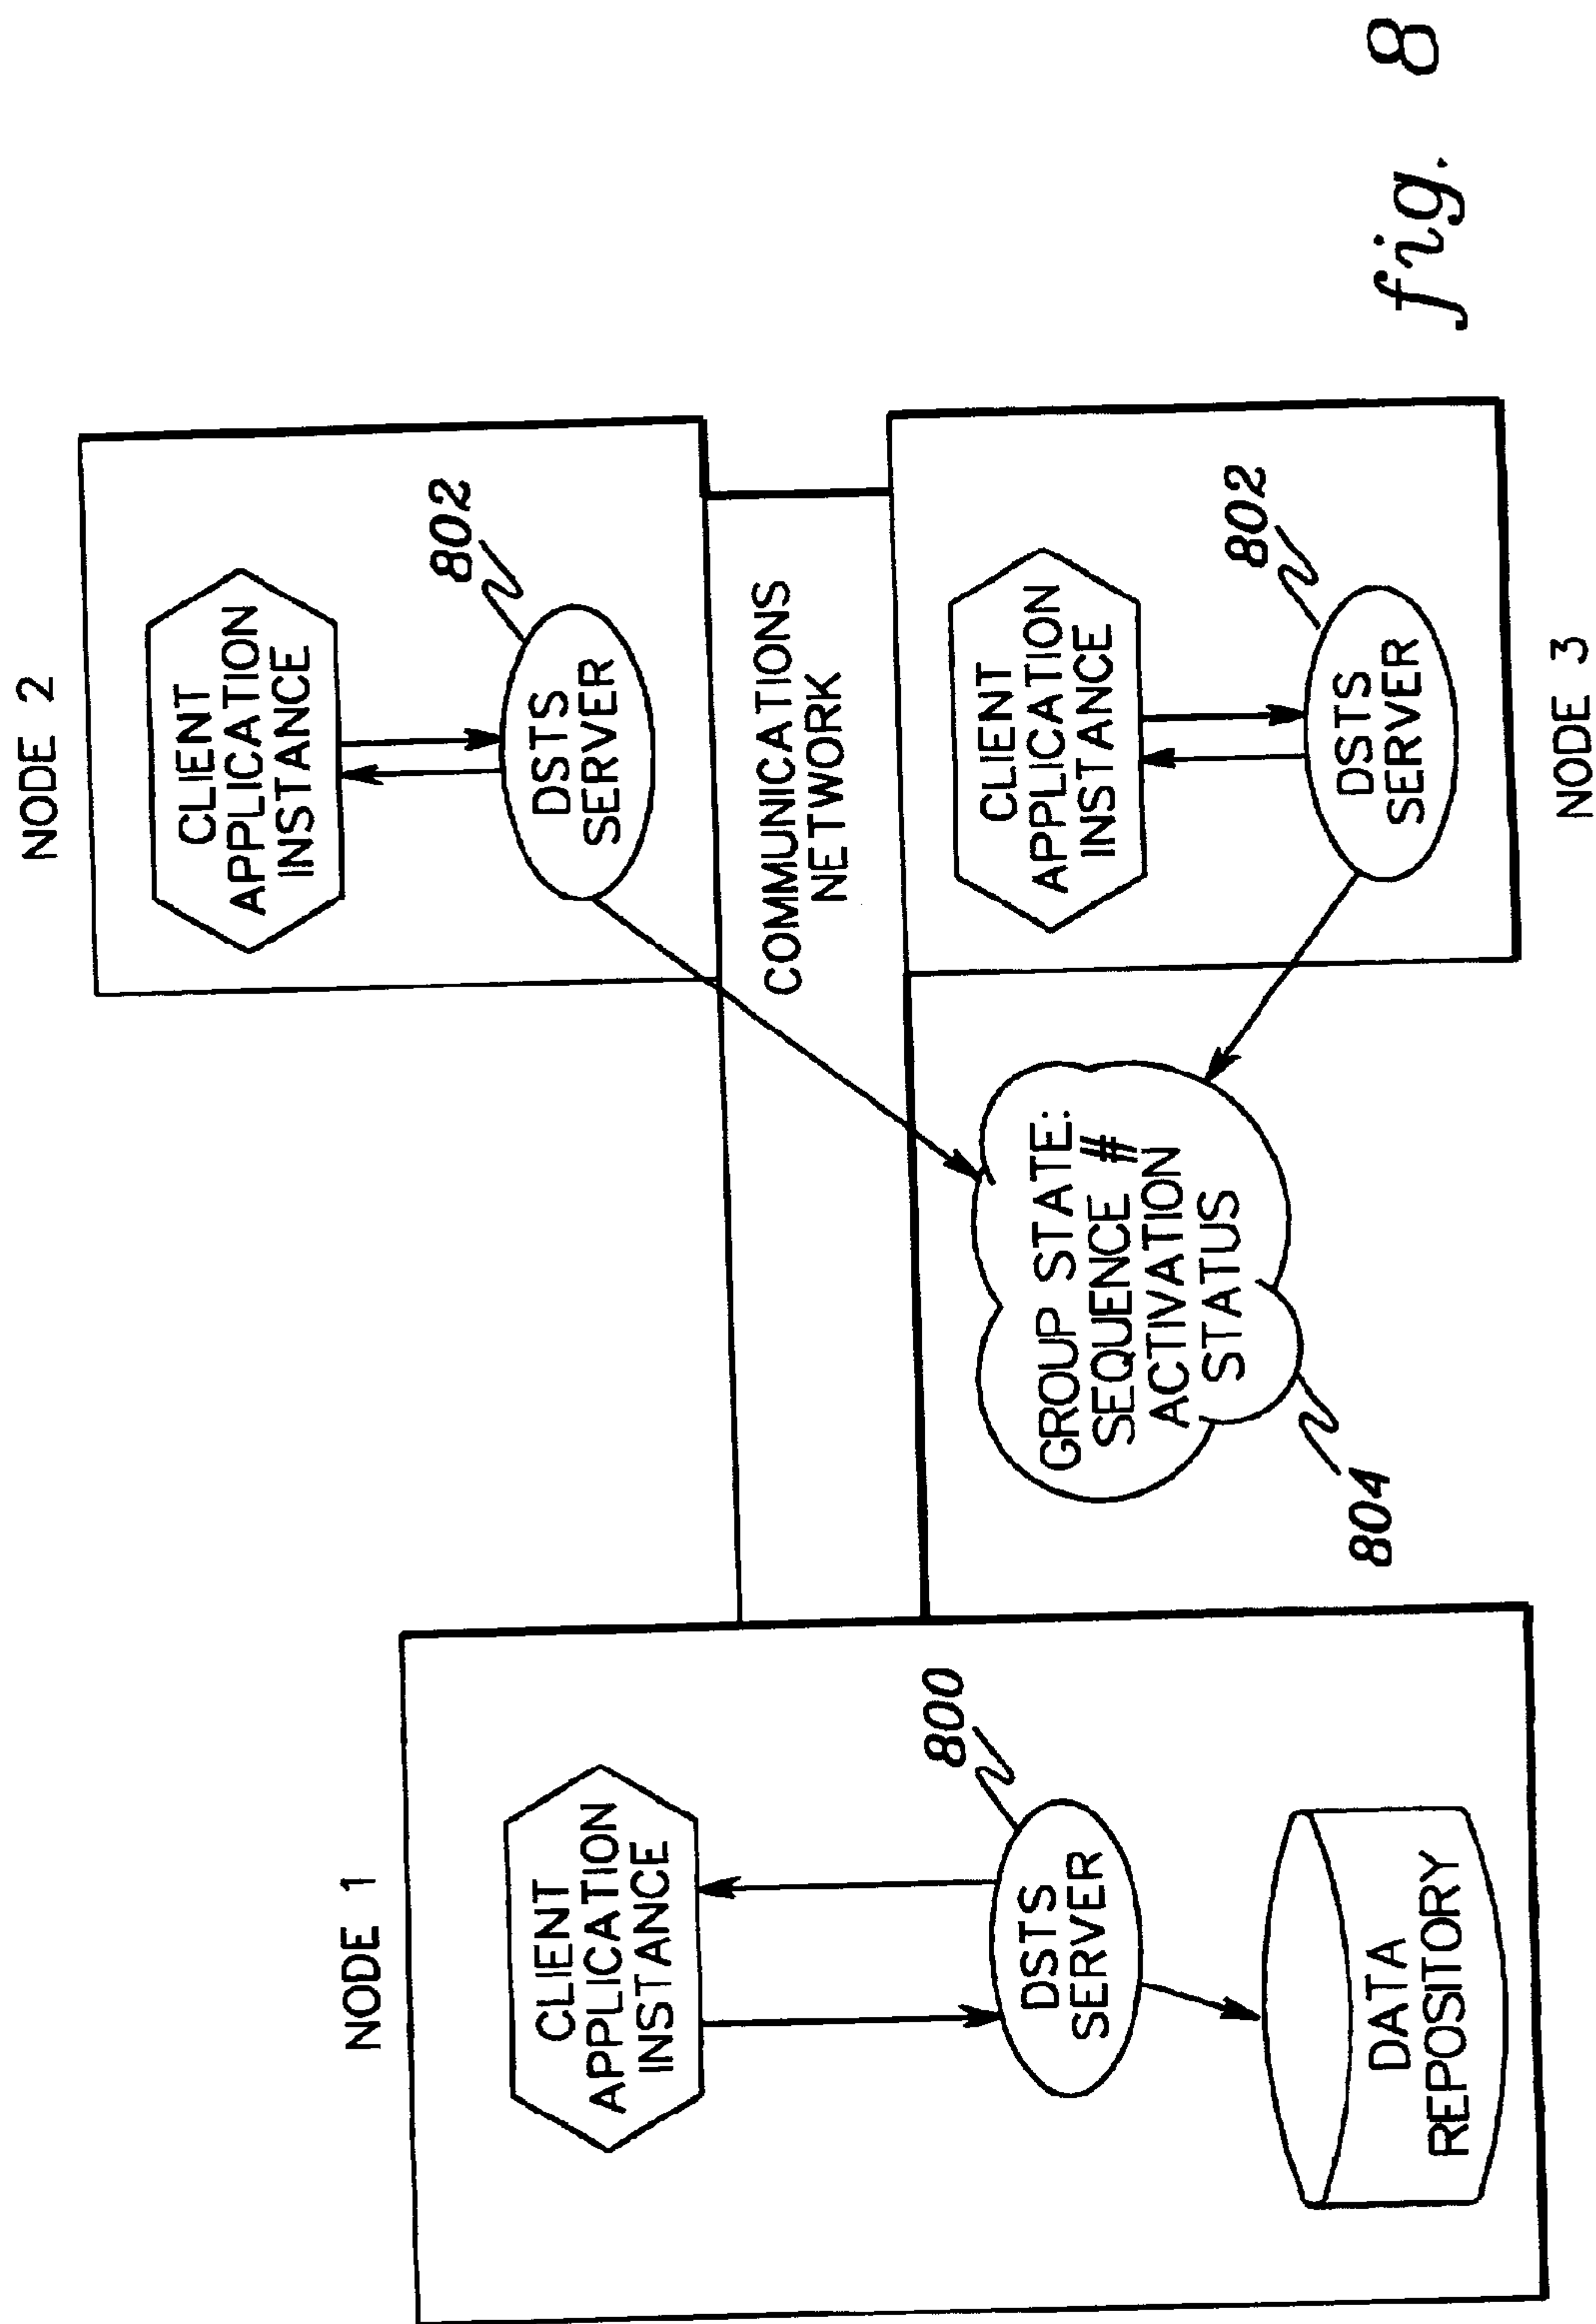 NODE 1
CLIENT
APPLICATION
INSTANCE
800
DSTS
SERVER
DATA
REPOSITORY
NODE 2
CLIENT
APPLICATION
INSTANCE
802
DSTS
SERVER
COMMUNICATIONS
NETWORK
GROUP STATE:
SEQUENCE #
ACTIVATION
STATUS
804
CLIENT
APPLICATION
INSTANCE
802
DSTS
SERVER
NODE 3
fig. 8